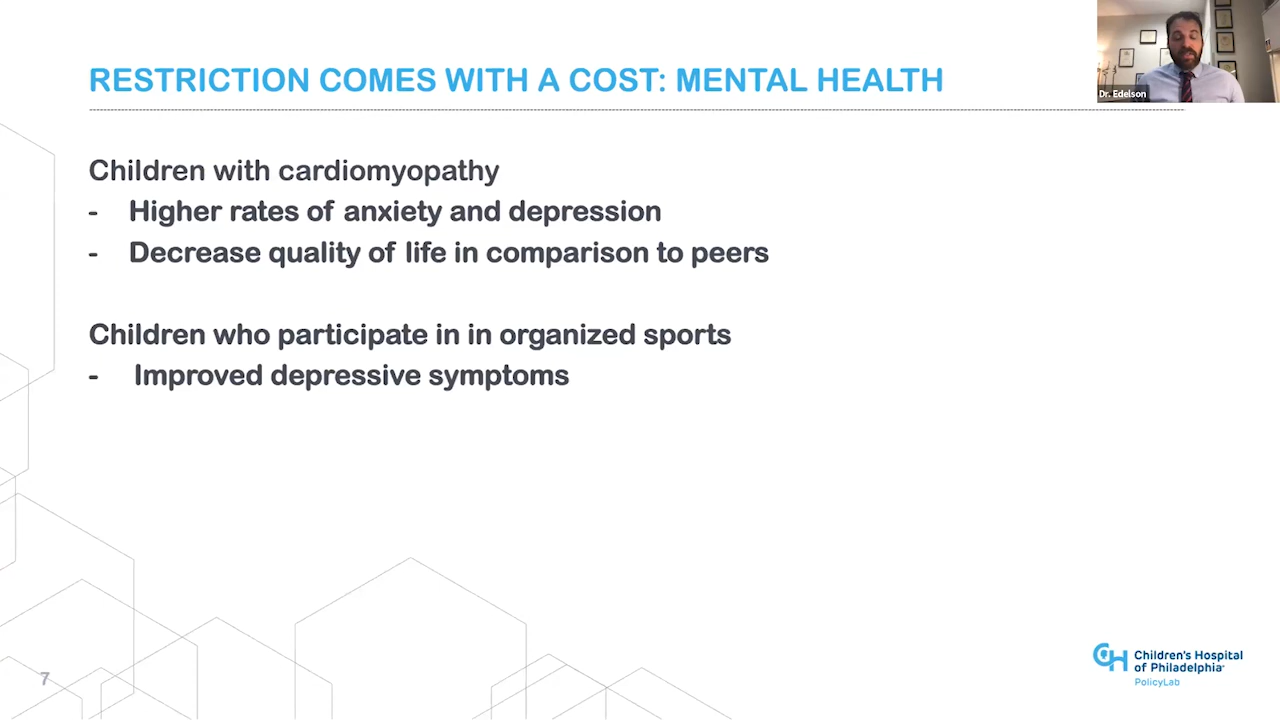 RESTRICTION COMES WITH A COST: MENTAL HEALTH
Dr. Edelson
Children with cardiomyopathy
- Higher rates of anxiety and depression
- Decrease quality of life in comparison to peers
Children who participate in in organized sports
- Improved depressive symptoms
7
CH Children's Hospital
of Philadelphia
PolicyLab